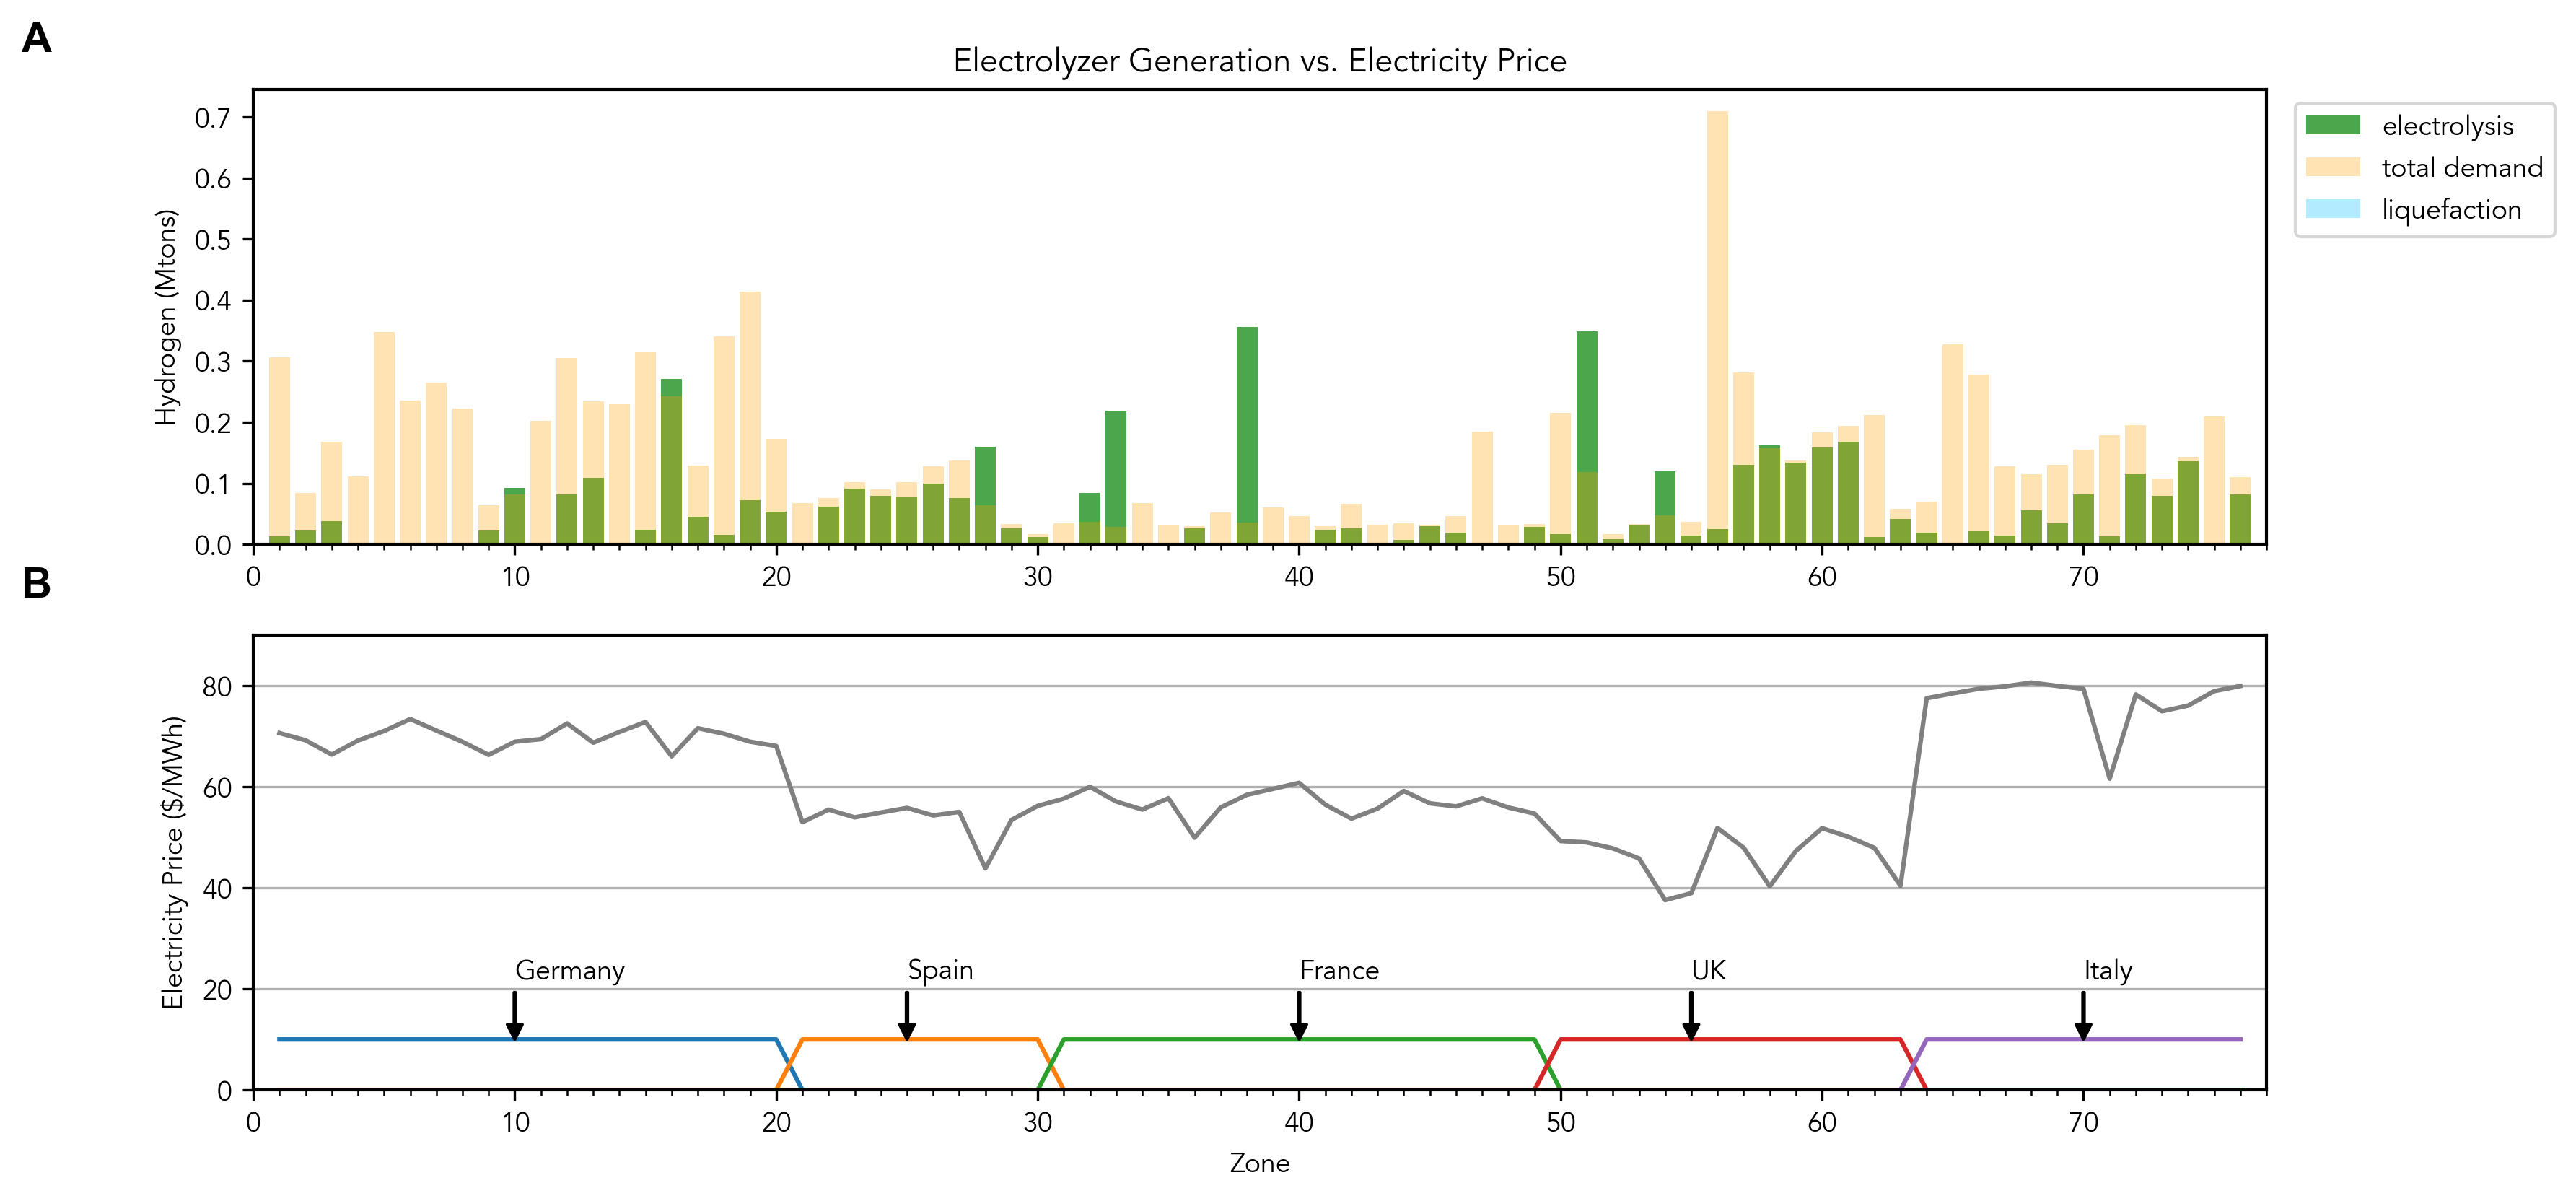 A
Electrolyzer Generation vs. Electricity Price
Hydrogen (Mtons)
0.7
0.6
0.5
0.4
0.3
0.2
0.1
0.0
0 10 20 30 40 50 60 70
electrolysis
total demand
liquefaction
B
Electricity Price ($/MWh)
80
60
40
20
0
Germany Spain France UK Italy
0 10 20 30 40 50 60 70
Zone